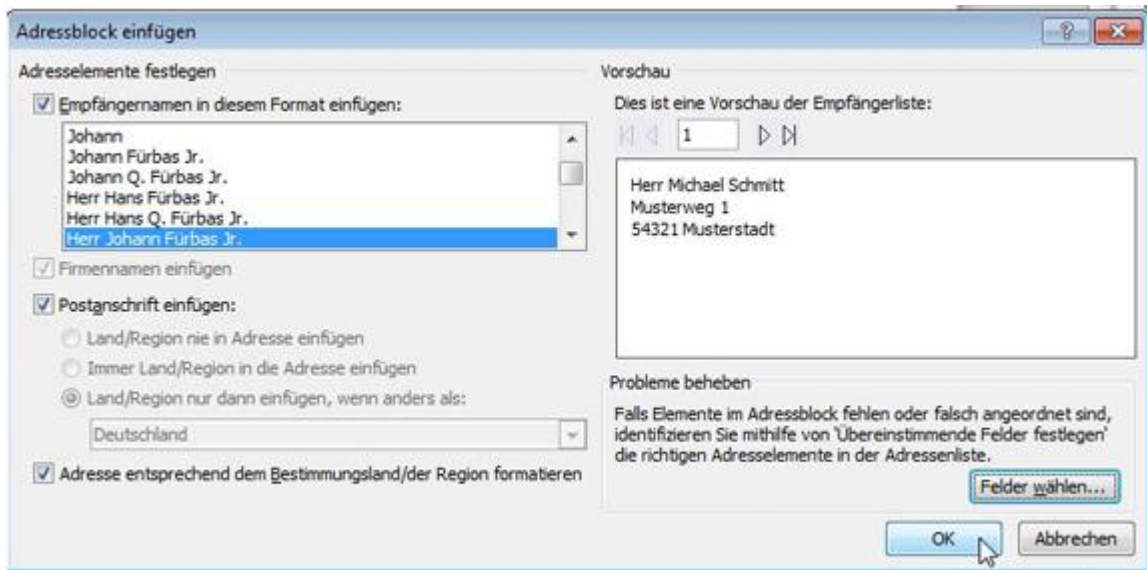 Adressblock einfügen
Adresselemente festlegen
Empfängernamen in diesem Format einfügen:
Johann
Johann Fürbas Jr.
Johann Q. Fürbas Jr.
Herr Hans Fürbas Jr.
Herr Hans Q. Fürbas Jr.
Herr Johann Fürbas Jr.
Firmennamen einfügen
Postanschrift einfügen:
Land/Region nie in Adresse einfügen
Immer Land/Region in die Adresse einfügen
Land/Region nur dann einfügen, wenn anders als:
Deutschland
Adresse entsprechend dem Bestimmungsland/der Region formatieren
Vorschau
Dies ist eine Vorschau der Empfängerliste:
1
Herr Michael Schmitt
Musterweg 1
54321 Musterstadt
Probleme beheben
Falls Elemente im Adressblock fehlen oder falsch angeordnet sind,
identifizieren Sie mithilfe von 'Übereinstimmende Felder festlegen'
die richtigen Adresselemente in der Adressenliste.
Felder wählen...
OK
Abbrechen